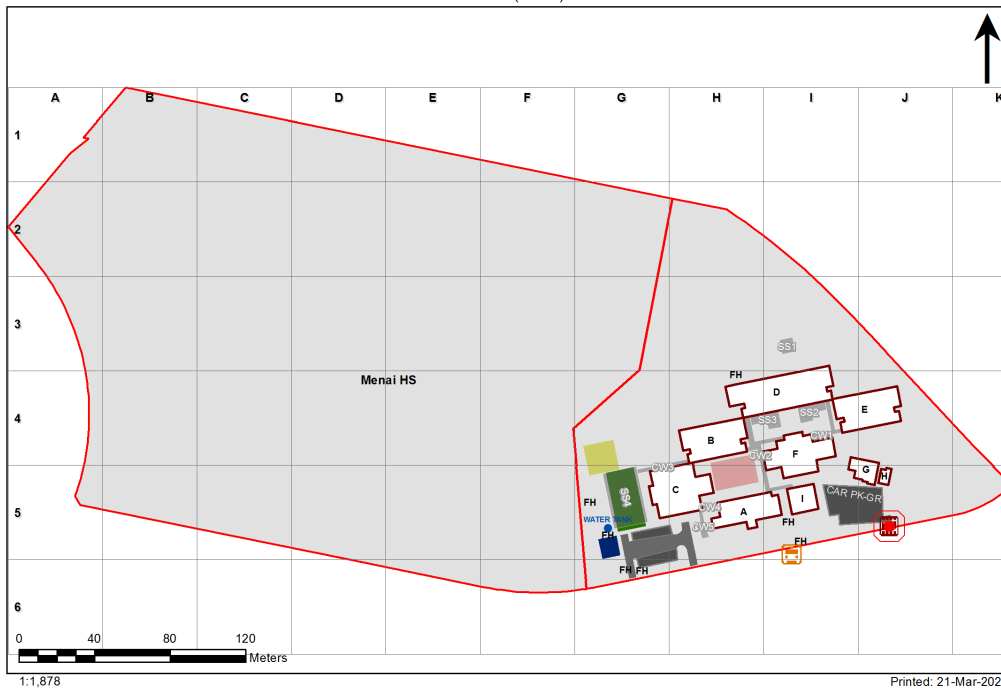 A B C D E F G H I J K
1
2
3
4
5
6
SS1
FH
D
SS2
SS3
E
CW1
B
CW2
F
CW3
G
H
C
SS4
CAR PK-GR
I
FH
CW4
A
WATER TANK
CW5
FH
FH
FH
FH FH
Menai HS
0 40 80 120
Meters
1:1,878
Printed: 21-Mar-202